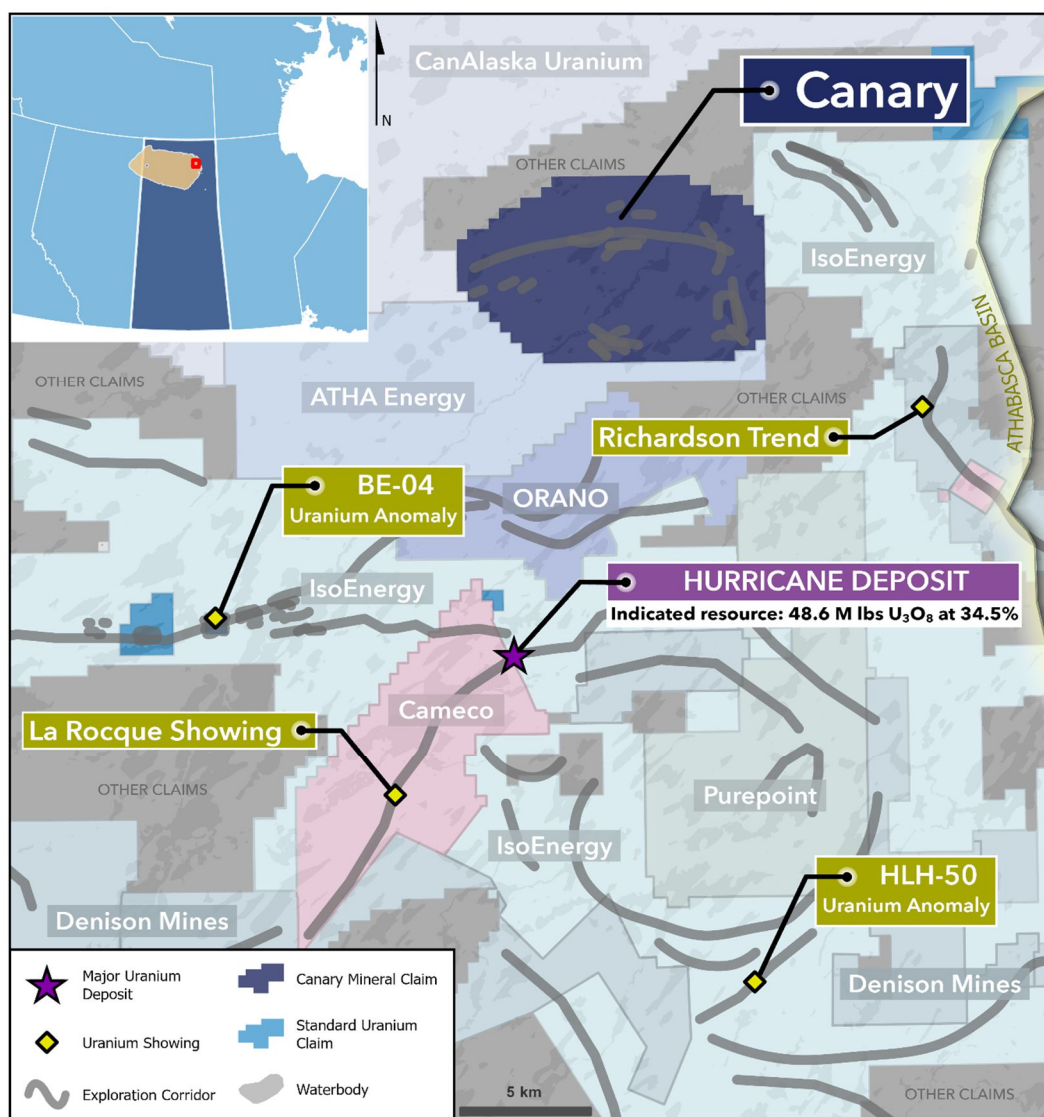 N
CanAlaska Uranium
Canary
OTHER CLAIMS
IsoEnergy
ATHABASCA BASIN
OTHER CLAIMS
ATHA Energy
OTHER CLAIMS
Richardson Trend
BE-04
Uranium Anomaly
ORANO
IsoEnergy
HURRICANE DEPOSIT
Indicated resource: 48.6 M lbs U₃O₈ at 34.5%
Cameco
La Rocque Showing
OTHER CLAIMS
Purepoint
IsoEnergy
HLH-50
Uranium Anomaly
Denison Mines
Denison Mines
Major Uranium
Deposit
Canary Mineral Claim
Uranium Showing
Standard Uranium
Claim
Exploration Corridor
Waterbody
5 km
OTHER CLAIMS